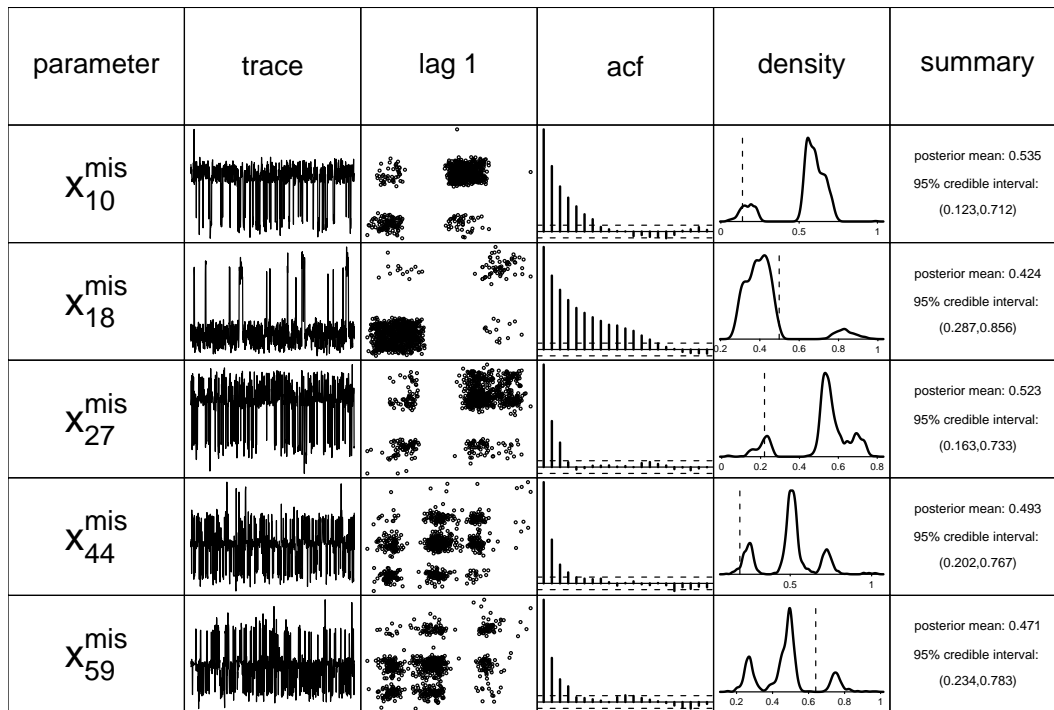 parameter trace lag 1 acf density summary
x10mis
0 0.5 1
posterior mean: 0.535
95% credible interval:
(0.123,0.712)
x18mis
0.2 0.4 0.6 0.8 1
posterior mean: 0.424
95% credible interval:
(0.287,0.856)
x27mis
0 0.2 0.4 0.6 0.8
posterior mean: 0.523
95% credible interval:
(0.163,0.733)
x44mis
0.5 1
posterior mean: 0.493
95% credible interval:
(0.202,0.767)
x59mis
0.2 0.4 0.6 0.8 1
posterior mean: 0.471
95% credible interval:
(0.234,0.783)